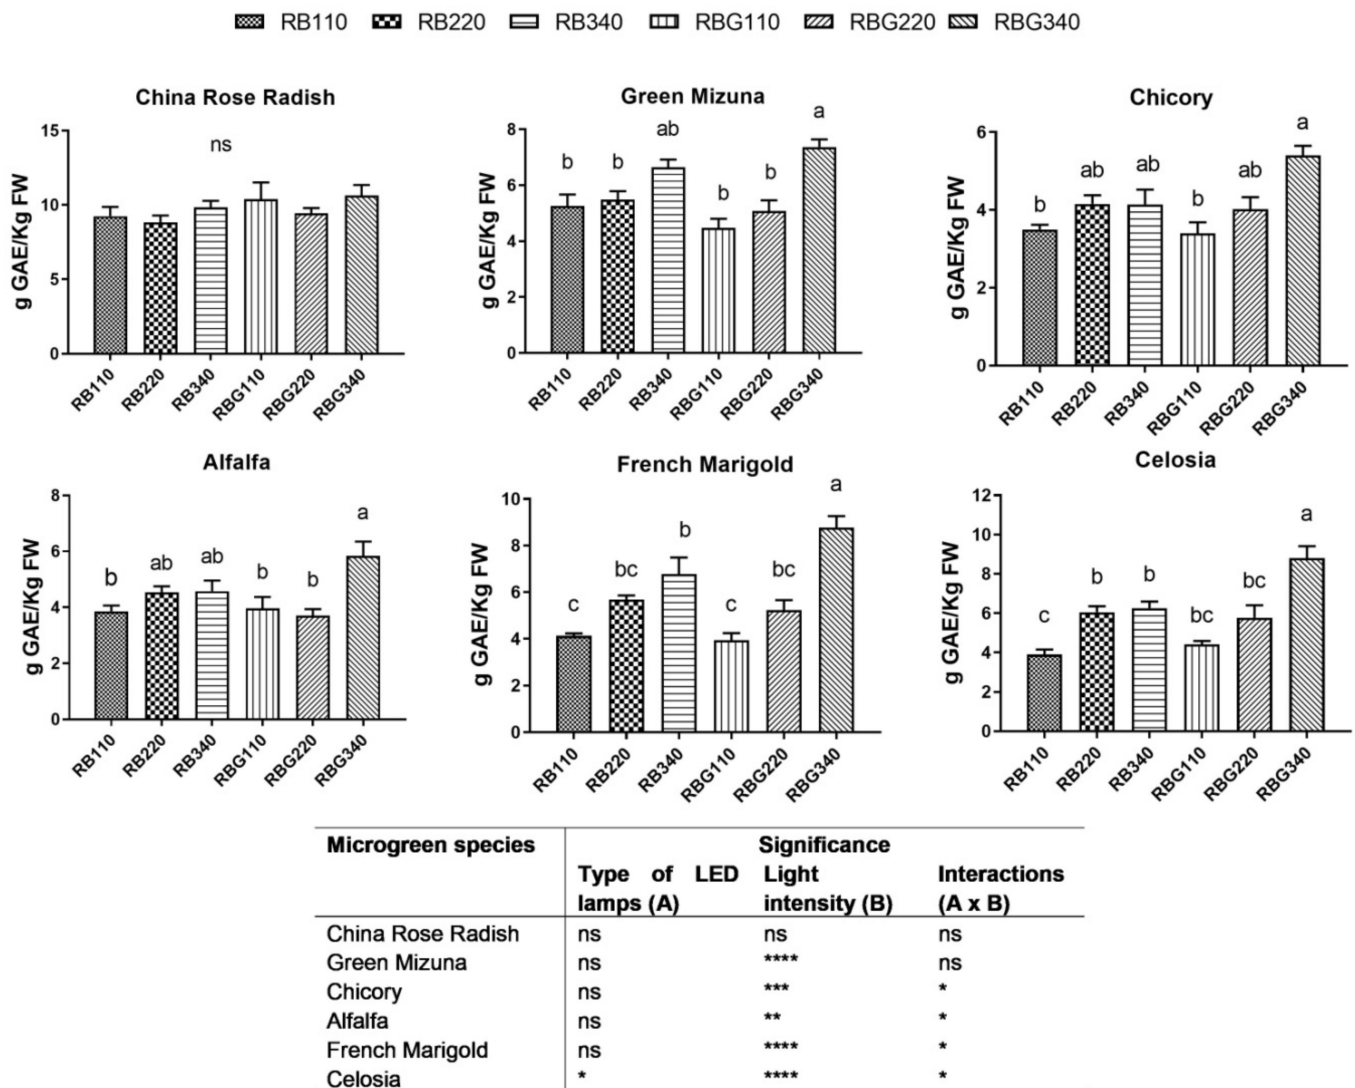 RB110 RB220 RB340 RBG110 RBG220 RBG340
China Rose Radish
g GAE/Kg FW
15
10
5
0
ns
RB110 RB220 RB340 RBG110 RBG220 RBG340
Green Mizuna
g GAE/Kg FW
8
6
4
2
0
b b ab b b a
RB110 RB220 RB340 RBG110 RBG220 RBG340
Chicory
g GAE/Kg FW
6
4
2
0
b ab ab b ab a
RB110 RB220 RB340 RBG110 RBG220 RBG340
Alfalfa
g GAE/Kg FW
8
6
4
2
0
b ab ab b b a
RB110 RB220 RB340 RBG110 RBG220 RBG340
French Marigold
g GAE/Kg FW
10
8
6
4
2
0
c bc b c bc a
RB110 RB220 RB340 RBG110 RBG220 RBG340
Celosia
g GAE/Kg FW
12
10
8
6
4
2
0
c b b bc bc a
RB110 RB220 RB340 RBG110 RBG220 RBG340
Microgreen species Significance
Type of LED Light Interactions
lamps (A) intensity (B) (A x B)
China Rose Radish ns ns ns
Green Mizuna ns **** ns
Chicory ns *** *
Alfalfa ns ** *
French Marigold ns **** *
Celosia * **** *